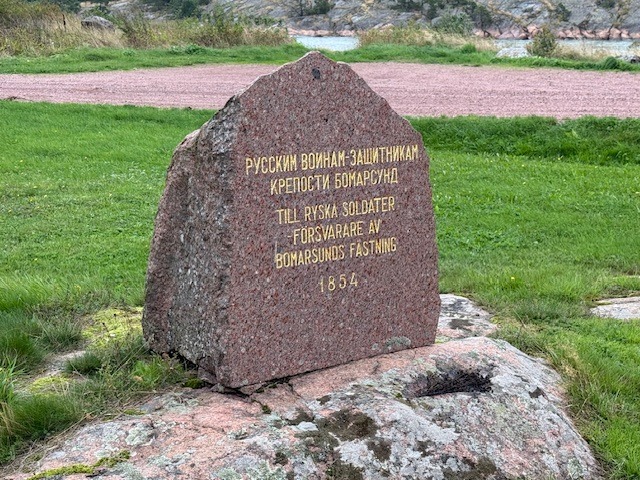 РУССКИМ ВОИНАМ-ЗАЩИТНИКАМ
КРЕПОСТИ БОМАРСУНД
TILL RYSKA SOLDATER
-FÖRSVARARE AV
BOMARSUNDS FÄSTNING
1854